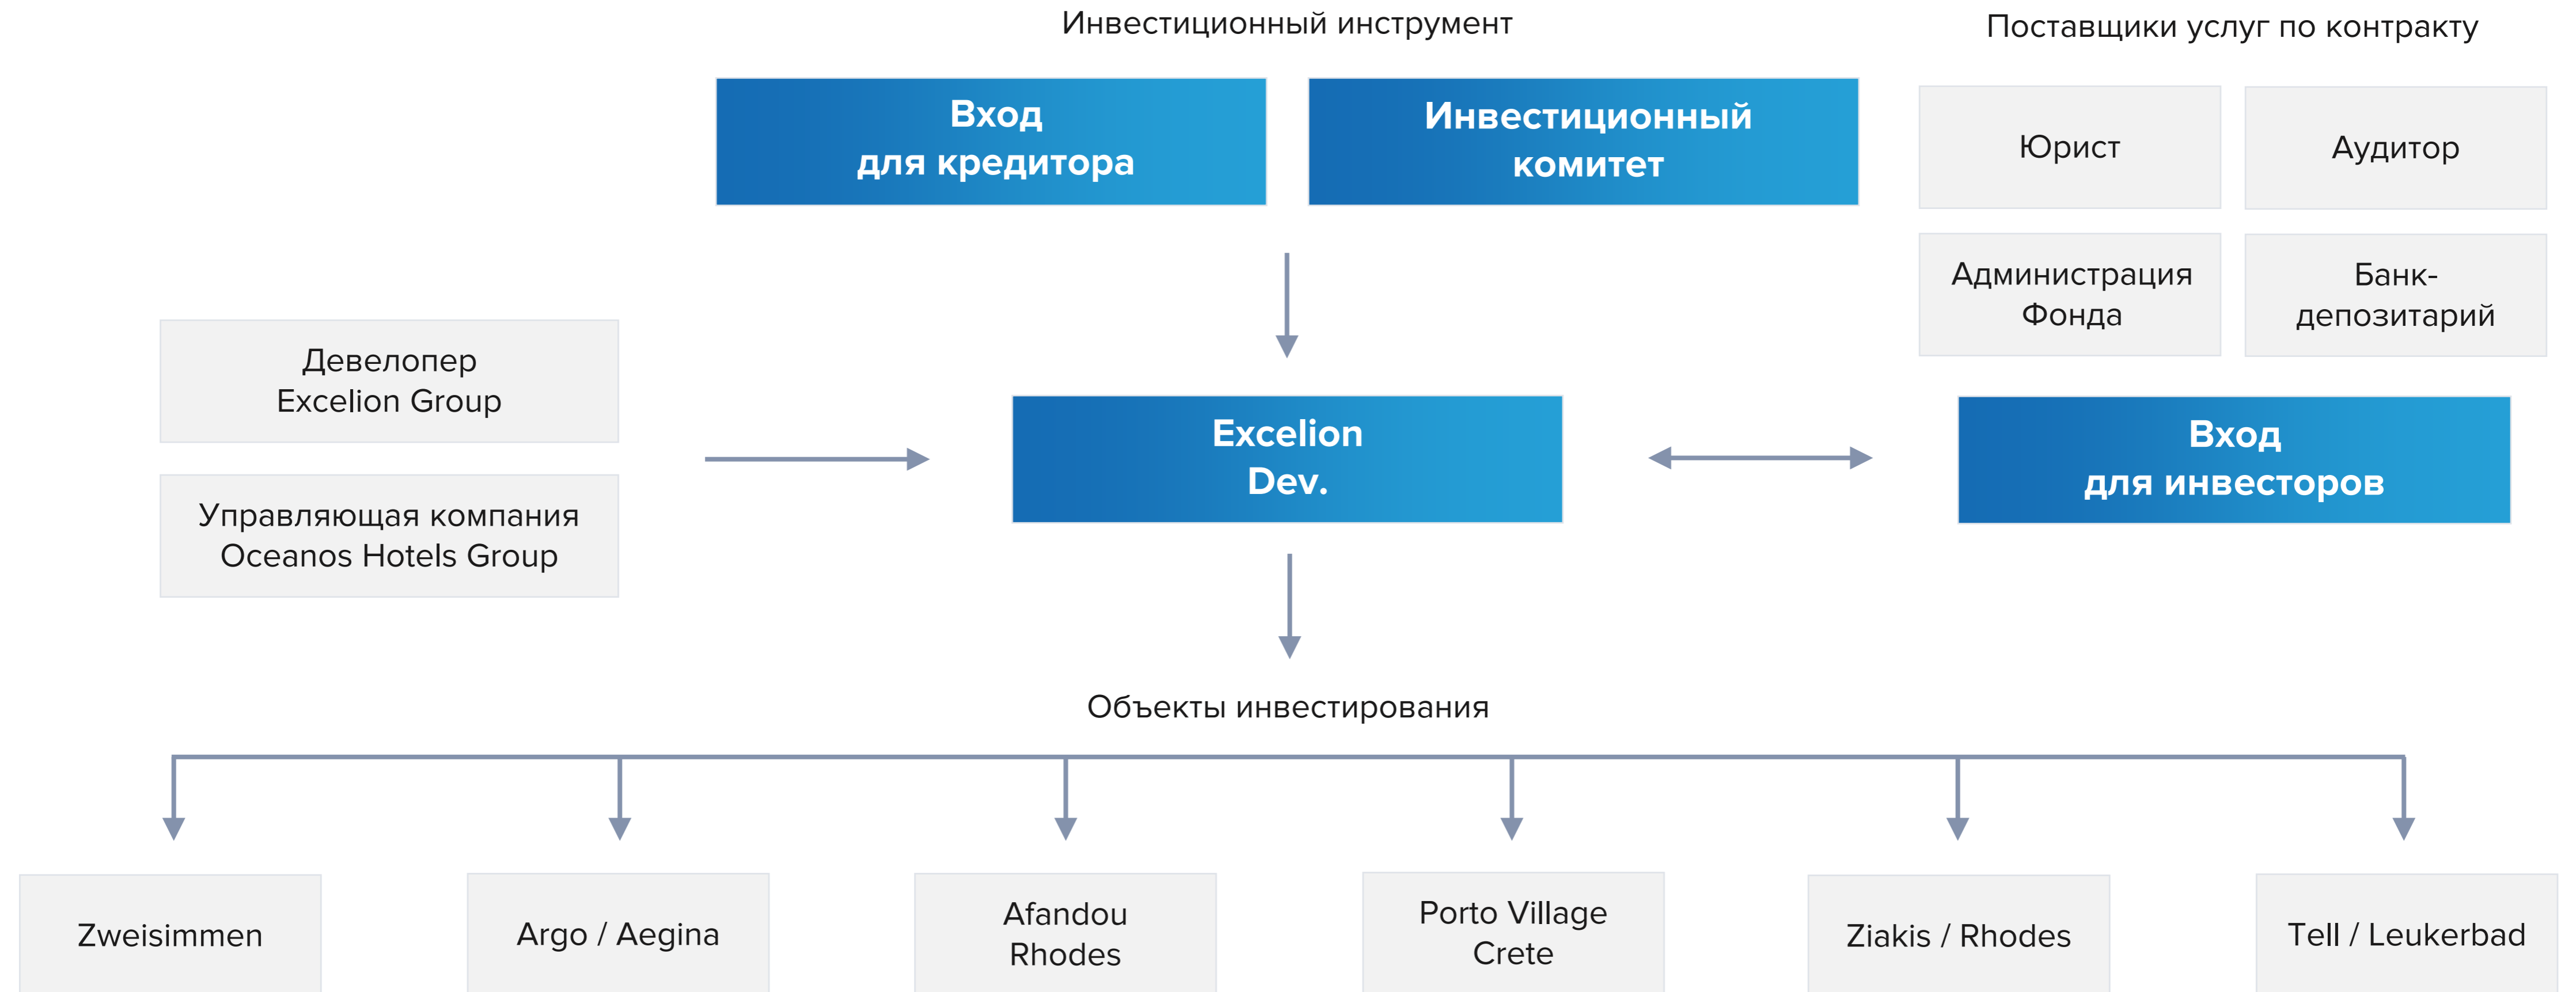 Инвестиционный инструмент
Поставщики услуг по контракту
Вход
для кредитора
Инвестиционный
комитет
Юрист
Аудитор
Администрация
Фонда
Банк-
депозитарий
Девелопер
Excelion Group
Управляющая компания
Oceanos Hotels Group
Excelion
Dev.
Вход
для инвесторов
Объекты инвестирования
Zweisimmen
Argo / Aegina
Afandou
Rhodes
Porto Village
Crete
Ziakis / Rhodes
Tell / Leukerbad